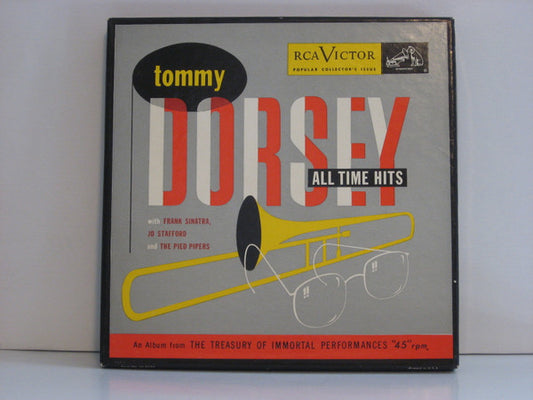 RCA VICTOR
POPULAR COLLECTOR'S ISSUE
tommy
DORSEY
ALL TIME HITS
with FRANK SINATRA,
JO STAFFORD
and THE PIED PIPERS
An Album from THE TREASURY OF IMMORTAL PERFORMANCES "45" rpm